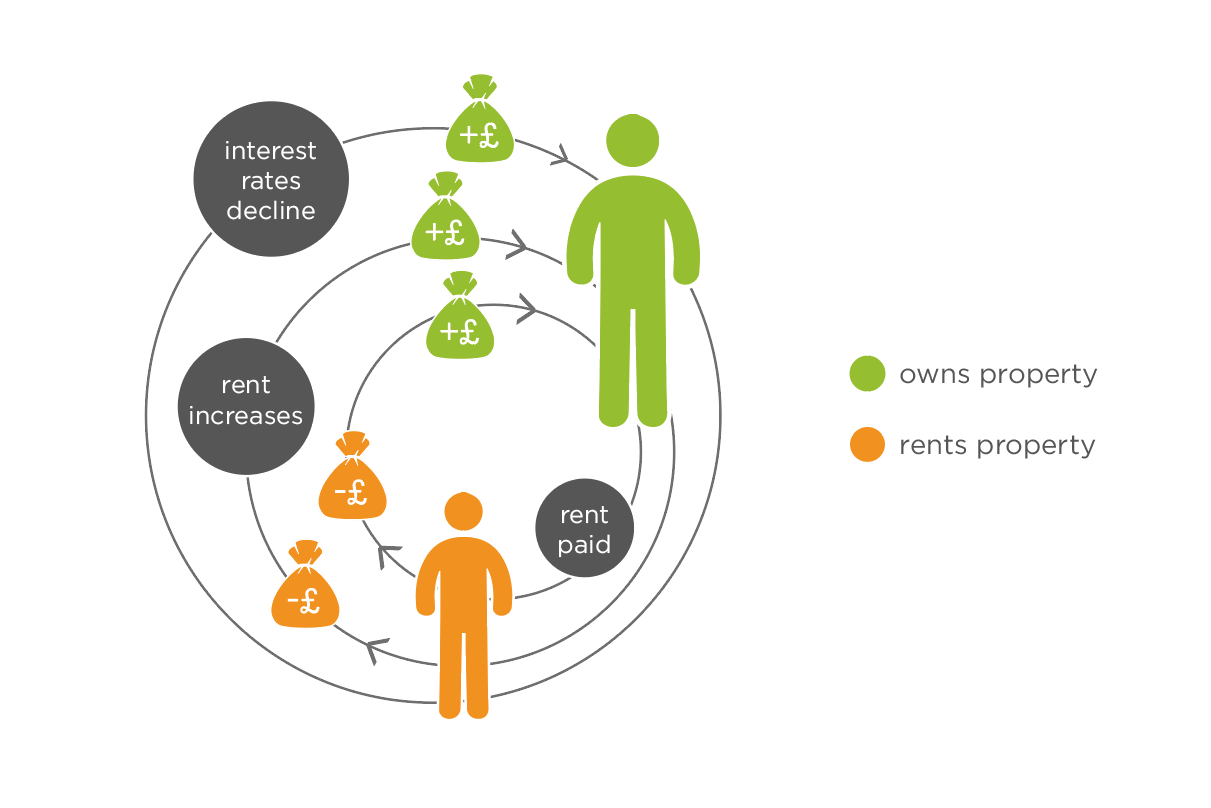 +£
interest
rates
decline
+£
+£
rent
increases
-£
rent
paid
-£
owns property
rents property